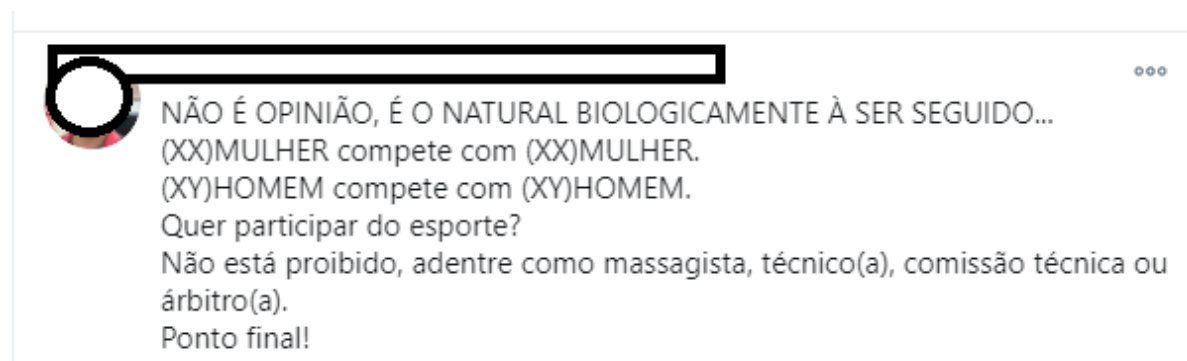 NÃO É OPINIÃO, É O NATURAL BIOLOGICAMENTE À SER SEGUIDO...
(XX)MULHER compete com (XX)MULHER.
(XY)HOMEM compete com (XY)HOMEM.
Quer participar do esporte?
Não está proibido, adentre como massagista, técnico(a), comissão técnica ou
árbitro(a).
Ponto final!